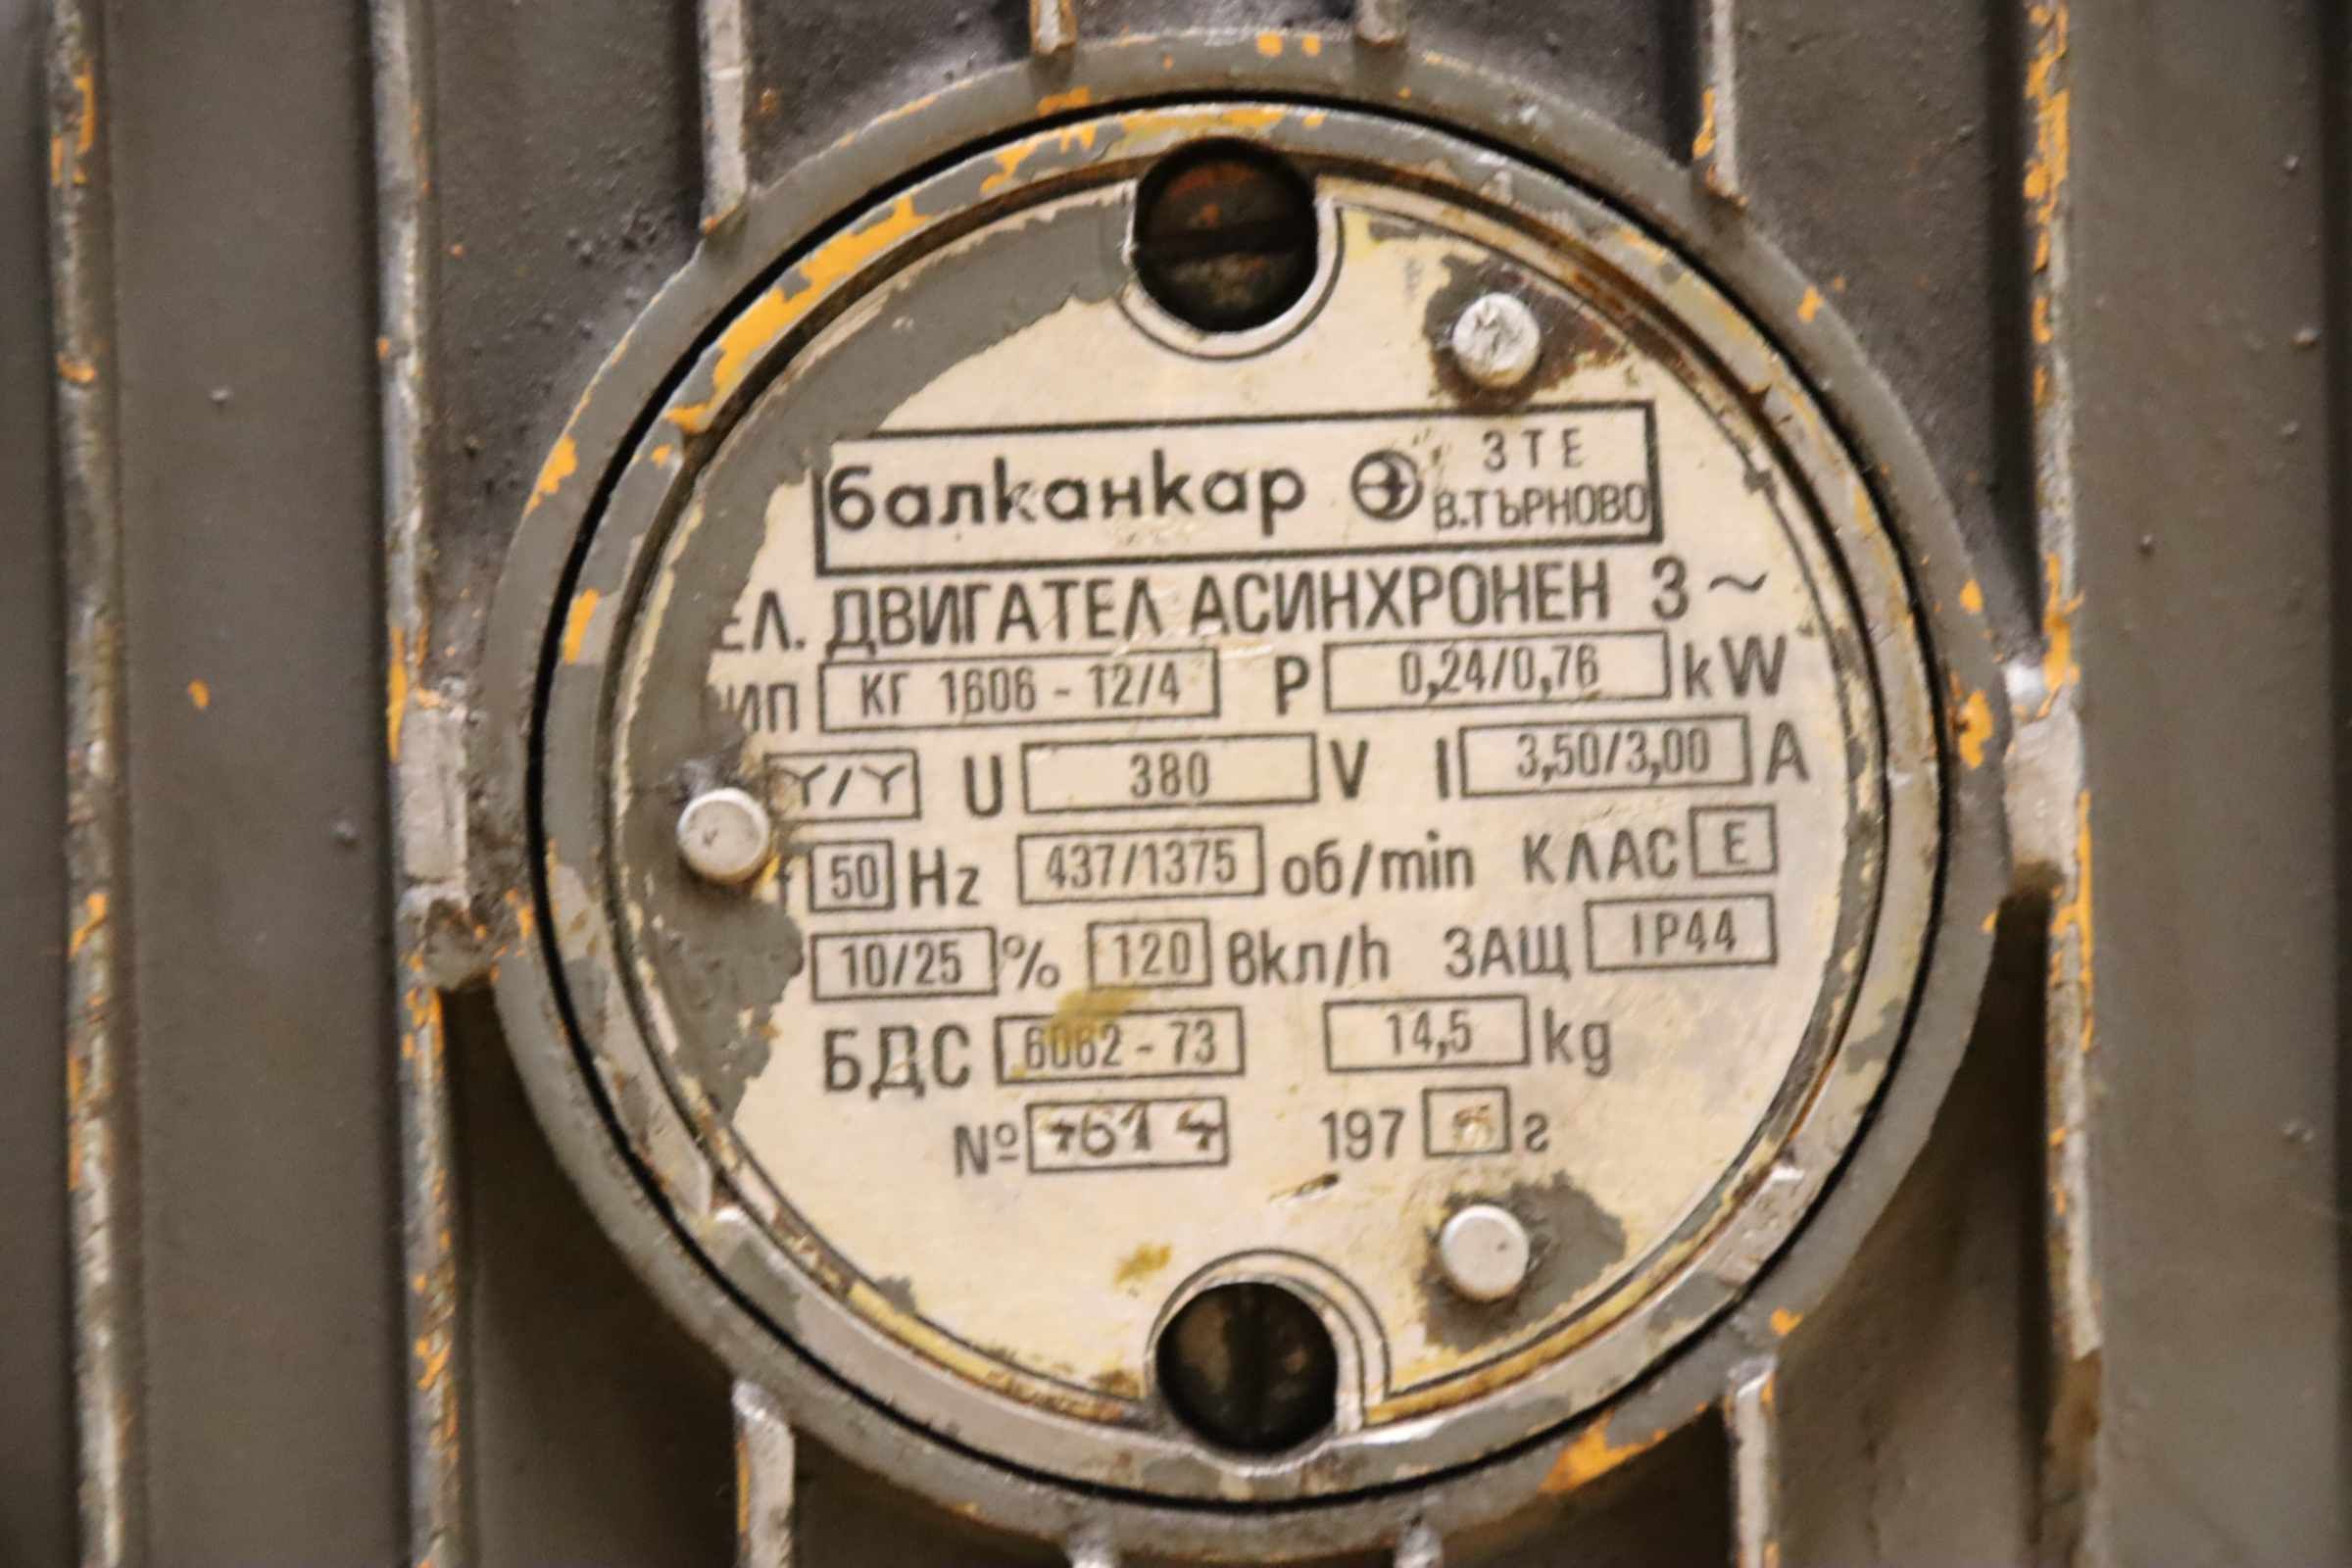 балканкар ЗТЕ
В.ТЪРНОВО
ЕЛ. ДВИГАТЕЛ АСИНХРОНЕН 3~
ТИП КГ 1606 - 12/4 P 0,24/0,76 kW
Y/Y U 380 V I 3,50/3,00 A
f 50 Hz 437/1375 об/min КЛАС E
10/25 % 120 вкл/h ЗАЩ IP44
БДС 6062 - 73 14,5 kg
№ 197 г